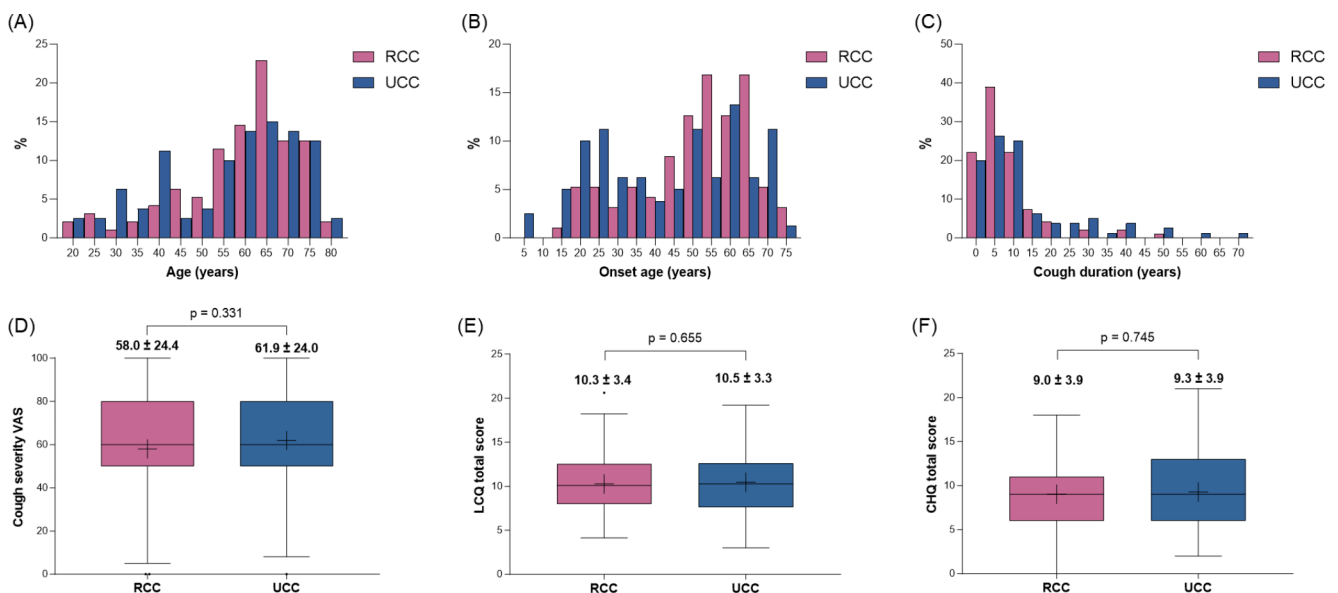 (A)
25
20
15
10
5
0
%
20 25 30 35 40 45 50 55 60 65 70 75 80
Age (years)
RCC
UCC
(B)
20
15
10
5
0
%
5 10 15 20 25 30 35 40 45 50 55 60 65 70 75
Onset age (years)
RCC
UCC
(C)
50
40
30
20
10
0
%
0 5 10 15 20 25 30 35 40 45 50 55 60 65 70
Cough duration (years)
RCC
UCC
(D)
p = 0.331
58.0 ± 24.4 61.9 ± 24.0
100
80
60
40
20
0
Cough severity VAS
RCC UCC
(E)
p = 0.655
10.3 ± 3.4 10.5 ± 3.3
25
20
15
10
5
0
LCQ total score
RCC UCC
(F)
p = 0.745
9.0 ± 3.9 9.3 ± 3.9
25
20
15
10
5
0
CHQ total score
RCC UCC